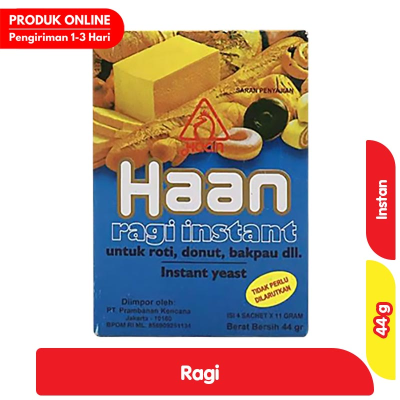 PRODUK ONLINE
Pengiriman 1-3 Hari
SARAN PENYAJIAN
Haan
Haan
ragi instant
untuk roti, donut, bakpau dll.
Instant yeast
TIDAK PERLU
DILARUTKAN
Diimpor oleh:
PT. Prambanan Kencana
Jakarta - 10160
ISI 4 SACHET X 11 GRAM
Berat Bersih 44 gr
Instan
44 g
Ragi